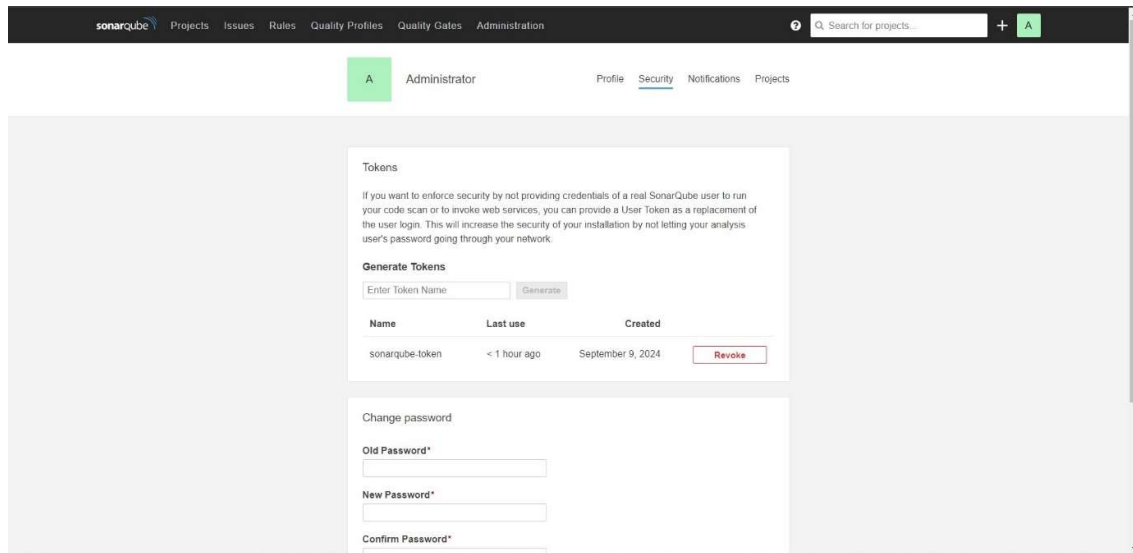 sonarqube Projects Issues Rules Quality Profiles Quality Gates Administration Search for projects... + A
A Administrator Profile Security Notifications Projects
Tokens
If you want to enforce security by not providing credentials of a real SonarQube user to run
your code scan or to invoke web services, you can provide a User Token as a replacement of
the user login. This will increase the security of your installation by not letting your analysis
user's password going through your network.
Generate Tokens
Enter Token Name Generate
Name Last use Created
sonarqube-token < 1 hour ago September 9, 2024 Revoke
Change password
Old Password*
New Password*
Confirm Password*